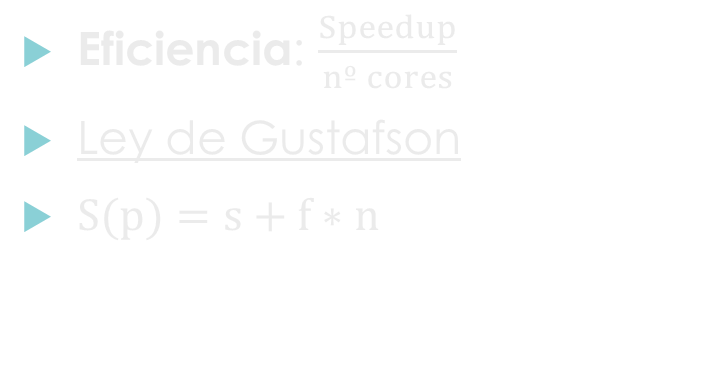 Eficiencia: Speedup / nº cores
Ley de Gustafson
S(p) = s + f * n